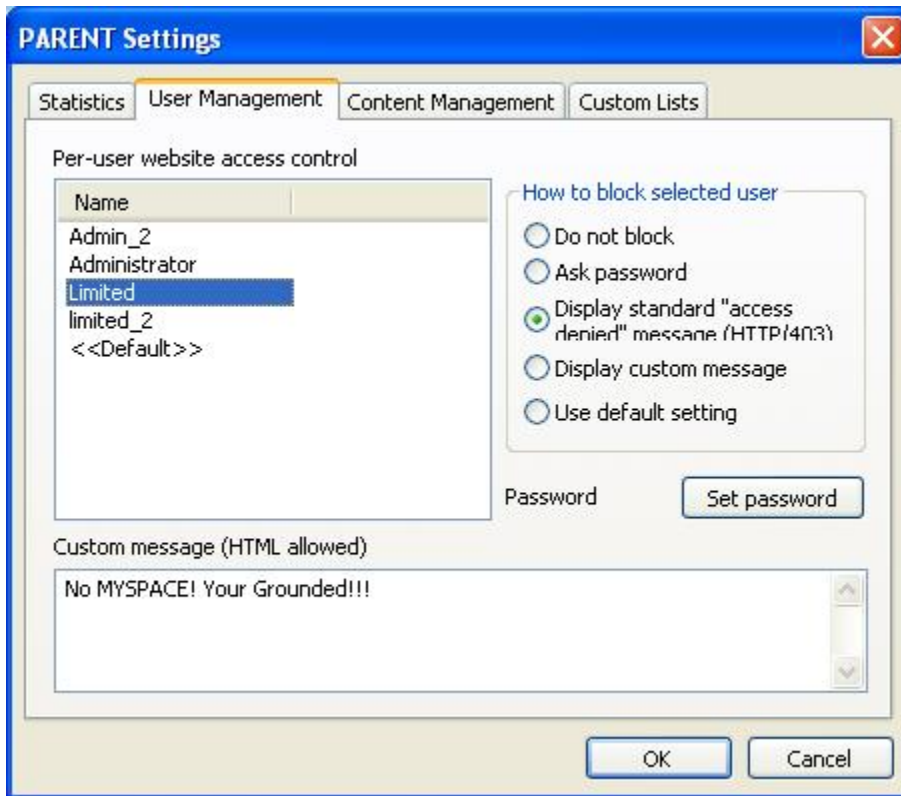 PARENT Settings
Statistics
User Management
Content Management
Custom Lists
Per-user website access control
Name
Admin_2
Administrator
Limited
limited_2
<<Default>>
How to block selected user
Do not block
Ask password
Display standard "access
denied" message (HTTP/403)
Display custom message
Use default setting
Password
Set password
Custom message (HTML allowed)
No MYSPACE! Your Grounded!!!
OK
Cancel